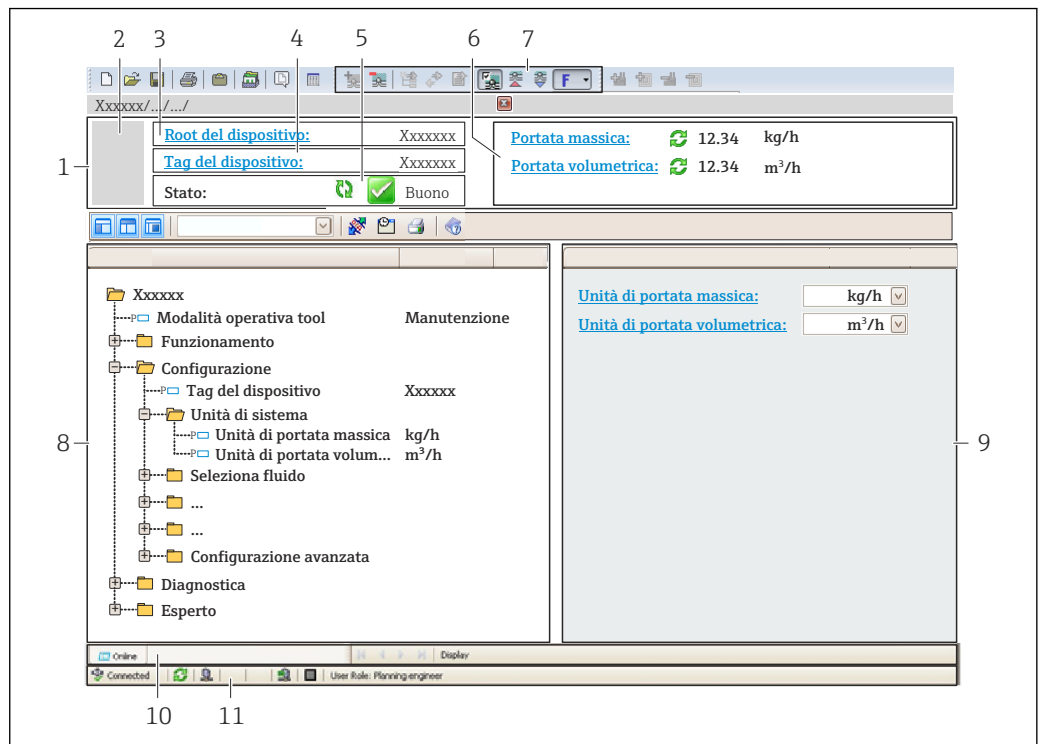 2 3 4 5 6 7
F
Xxxxxx/.../.../
1
Root del dispositivo: Xxxxxxx
Tag del dispositivo: Xxxxxxx
Stato: Buono
Portata massica: 12.34 kg/h
Portata volumetrica: 12.34 m³/h
Xxxxxx
P Modalità operativa tool Manutenzione
Funzionamento
Configurazione
P Tag del dispositivo Xxxxxx
Unità di sistema
P Unità di portata massica kg/h
P Unità di portata volum... m³/h
Seleziona fluido
...
...
Configurazione avanzata
Diagnostica
Esperto
8
Unità di portata massica: kg/h
Unità di portata volumetrica: m³/h
9
Online Display
Connected User Role: Planning engineer
10 11